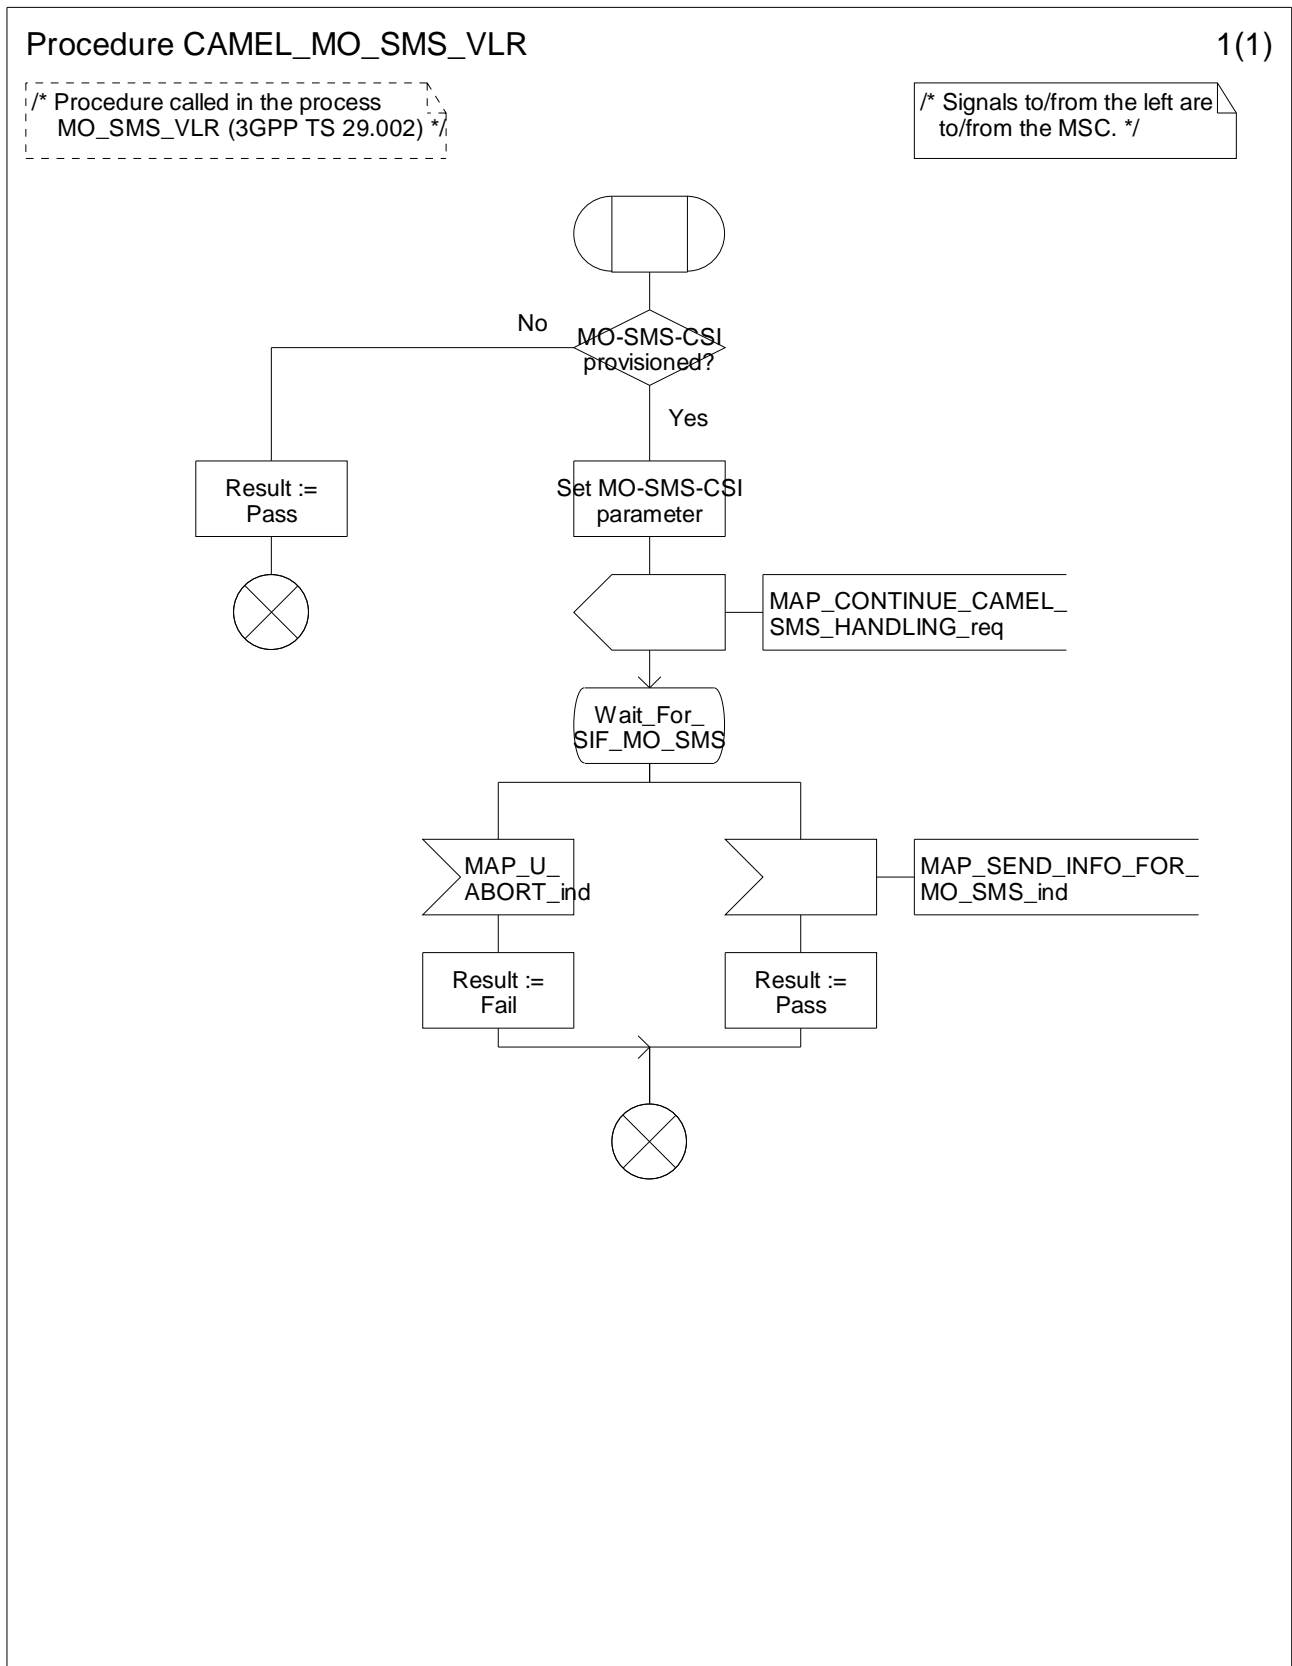 Procedure CAMEL_MO_SMS_VLR
1(1)
/* Procedure called in the process
MO_SMS_VLR (3GPP TS 29.002) */
/* Signals to/from the left are
to/from the MSC. */
No
MO-SMS-CSI
provisioned?
Yes
Result :=
Pass
Set MO-SMS-CSI
parameter
MAP_CONTINUE_CAMEL_
SMS_HANDLING_req
Wait_For_
SIF_MO_SMS
MAP_U_
ABORT_ind
MAP_SEND_INFO_FOR_
MO_SMS_ind
Result :=
Fail
Result :=
Pass